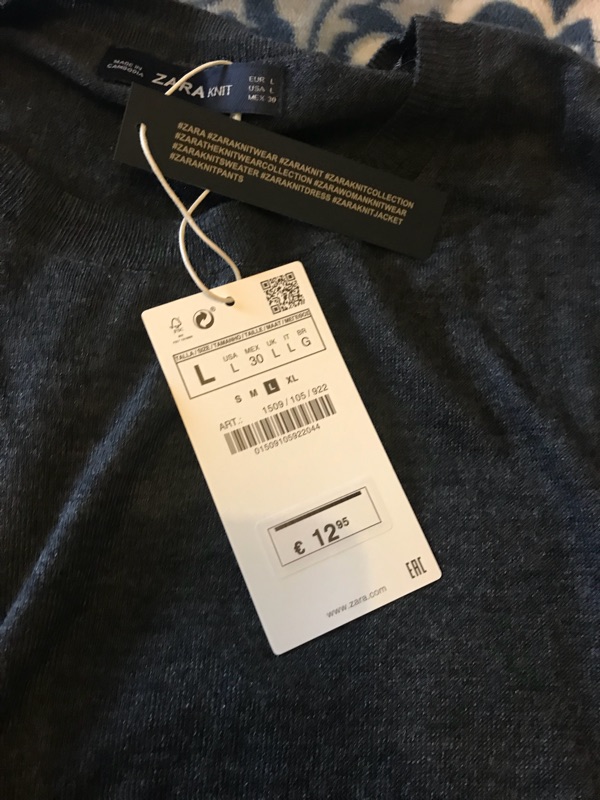 MADE IN
CAMBODIA
ZARA KNIT
EUR L
USA L
MEX 30
#ZARA #ZARAKNITWEAR #ZARAKNIT #ZARAKNITCOLLECTION
#ZARATHEKNITWEARCOLLECTION #ZARAWOMANKNITWEAR
#ZARAKNITSWEATER #ZARAKNITDRESS #ZARAKNITJACKET
#ZARAKNITPANTS
FSC
TALLA / SIZE / TAMANHO / TAILLE / MAAT / ΜΕΓΕΘΟΣ
L
USA MEX UK IT BR
L 30 L L G
S M L XL
ART.: 1509 / 105 / 922
01509105922044
€ 12 95
www.zara.com
EAC